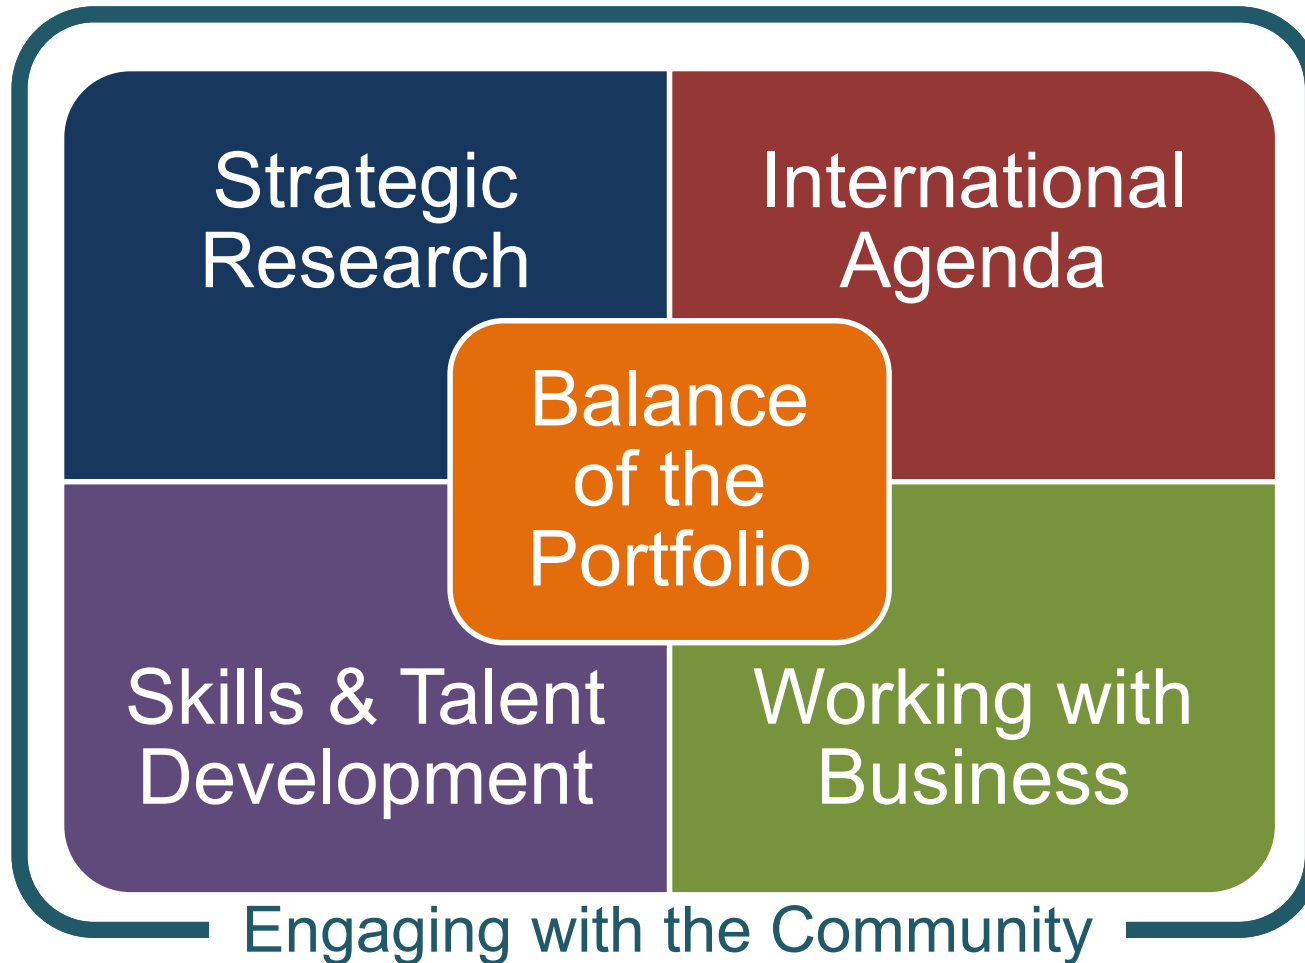 Strategic
Research
International
Agenda
Balance
of the
Portfolio
Skills & Talent
Development
Working with
Business
Engaging with the Community